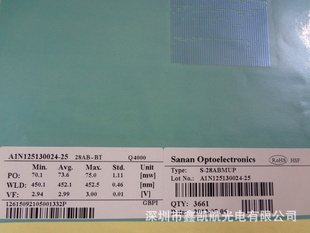 A1N125130024-25 28AB-BT Q4000
Min. Avg. Max. Std. Unit
PO: 70.1 73.6 75.0 1.11 [mw]
WLD: 450.1 452.1 452.5 0.46 [nm]
VF: 2.94 2.99 3.00 0.01 [V]
12615092105001332P GBPI
Sanan Optoelectronics RoHS HSF
Type: S-28ABMUP
Lot No.: A1N125130024-25
QTY: 3661
深圳市鑫凯航光电有限公司